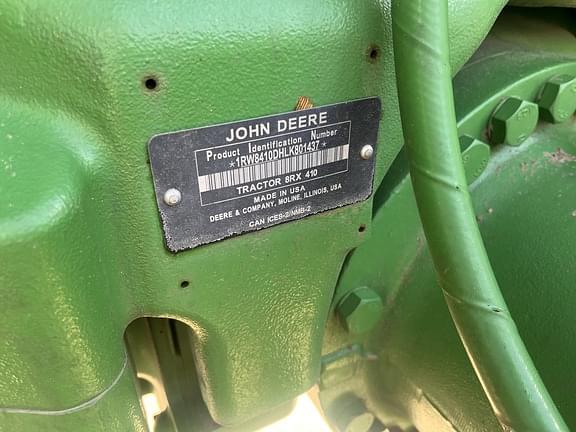 JOHN DEERE
Product Identification Number
*1RW8410DHLK801437*
TRACTOR 8RX 410
MADE IN USA
DEERE & COMPANY, MOLINE, ILLINOIS, USA
CAN ICES-2/NMB-2